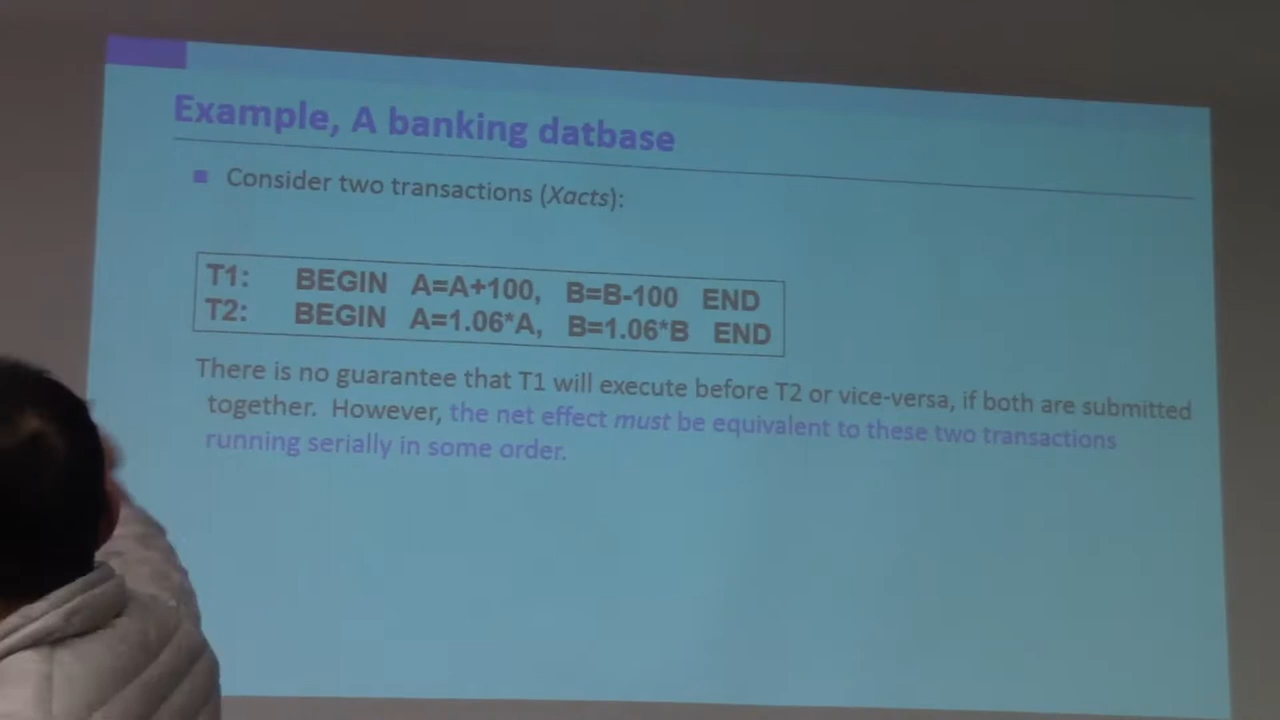 Example, A banking datbase
Consider two transactions (Xacts):
T1: BEGIN A=A+100, B=B-100 END
T2: BEGIN A=1.06*A, B=1.06*B END
There is no guarantee that T1 will execute before T2 or vice-versa, if both are submitted
together. However, the net effect must be equivalent to these two transactions
running serially in some order.